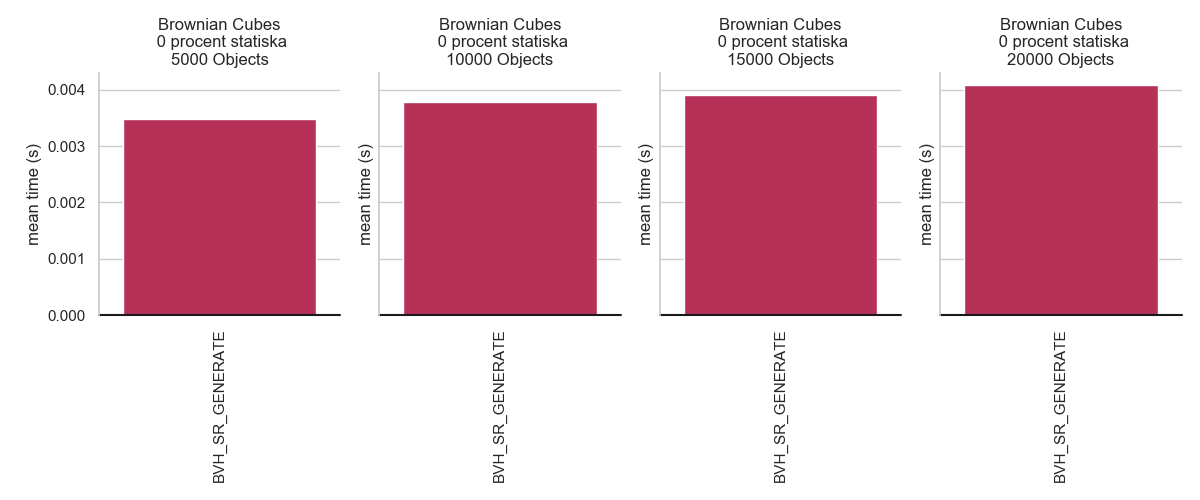 Brownian Cubes
0 procent statiska
5000 Objects
Brownian Cubes
0 procent statiska
10000 Objects
Brownian Cubes
0 procent statiska
15000 Objects
Brownian Cubes
0 procent statiska
20000 Objects
mean time (s)
0.004
0.003
0.002
0.001
0.000
mean time (s)
mean time (s)
mean time (s)
BVH_SR_GENERATE
BVH_SR_GENERATE
BVH_SR_GENERATE
BVH_SR_GENERATE